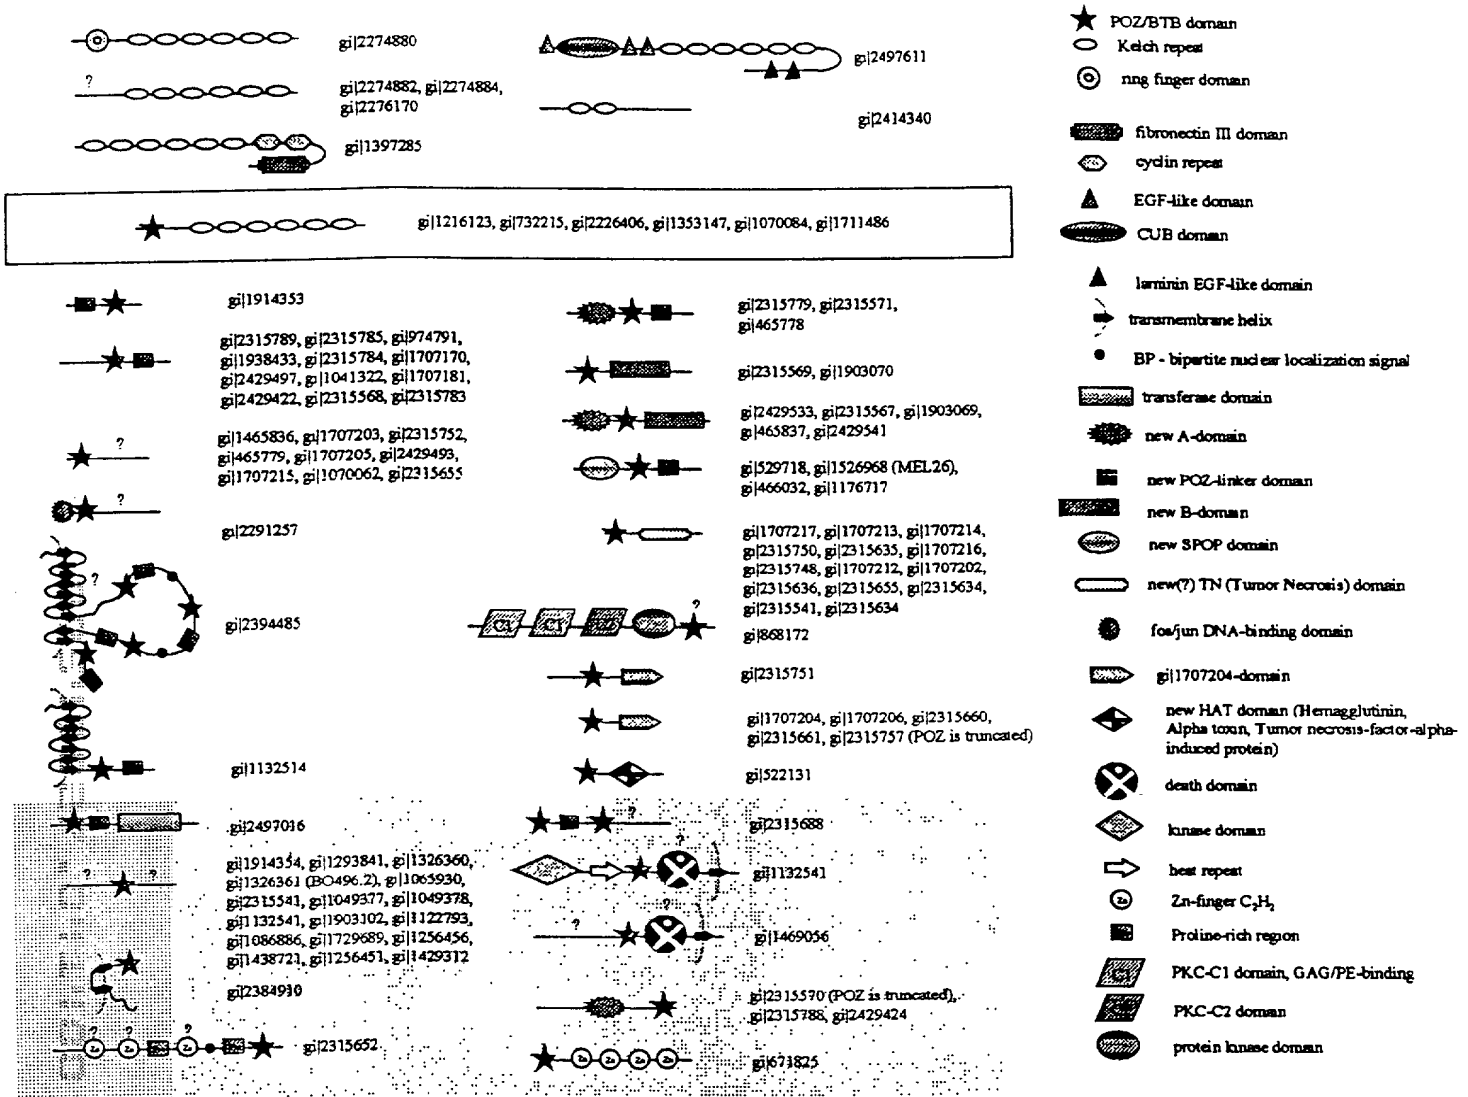 gi|2274880
?
gi|2274882, gi|2274884,
gi|2276170
gi|1397285
gi|2497611
gi|2414340
gi|1216123, gi|732215, gi|2226406, gi|1353147, gi|1070084, gi|1711486
gi|1914353
gi|2315789, gi|2315785, gi|974791,
gi|1938433, gi|2315784, gi|1707170,
gi|2429497, gi|1041322, gi|1707181,
gi|2429422, gi|2315568, gi|2315783
?
gi|1465836, gi|1707203, gi|2315752,
gi|465779, gi|1707205, gi|2429493,
gi|1707215, gi|1070062, gi|2315655
?
gi|2291257
?
gi|2394485
gi|1132514
gi|2497016
? ?
gi|1914354, gi|1293841, gi|1326360,
gi|1326361 (BO496.2), gi|1065930,
gi|2315541, gi|1049377, gi|1049378,
gi|1132541, gi|1903102, gi|1122793,
gi|1086886, gi|1729689, gi|1256456,
gi|1438721, gi|1256451, gi|1429312
gi|2384910
? ? ?
Zn Zn Zn
gi|2315652
gi|2315779, gi|2315571,
gi|465778
gi|2315569, gi|1903070
gi|2429533, gi|2315567, gi|1903069,
gi|465837, gi|2429541
gi|529718, gi|1526968 (MEL26),
gi|466032, gi|1176717
gi|1707217, gi|1707213, gi|1707214,
gi|2315750, gi|2315635, gi|1707216,
gi|2315748, gi|1707212, gi|1707202,
gi|2315636, gi|2315655, gi|2315634,
gi|2315541, gi|2315634
C1 C1 ?
gi|868172
gi|2315751
gi|1707204, gi|1707206, gi|2315660,
gi|2315661, gi|2315757 (POZ is truncated)
gi|522131
?
gi|2315688
?
gi|1132541
? ?
gi|1469056
gi|2315570 (POZ is truncated),
gi|2315788, gi|2429424
Zn Zn Zn Zn
gi|671825
POZ/BTB domain
Kelch repeat
ring finger domain
fibronectin III domain
cyclin repeat
EGF-like domain
CUB domain
laminin EGF-like domain
transmembrane helix
BP - bipartite nuclear localization signal
transferase domain
new A-domain
new POZ-linker domain
new B-domain
new SPOP domain
new(?) TN (Tumor Necrosis) domain
fos/jun DNA-binding domain
gi|1707204-domain
new HAT domain (Hemagglutinin,
Alpha toxin, Tumor necrosis-factor-alpha-
induced protein)
death domain
kinase domain
heat repeat
Zn Zn-finger C₂H₂
Proline-rich region
C1 PKC-C1 domain, GAG/PE-binding
PKC-C2 domain
protein kinase domain